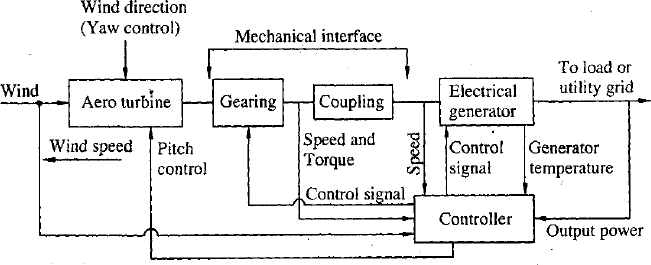 Wind direction
(Yaw control)
Mechanical interface
To load or
utility grid
Wind
Aero turbine
Gearing
Coupling
Electrical
generator
Wind speed
Pitch
control
Speed and
Torque
Speed
Control
signal
Generator
temperature
Control signal
Controller
Output power